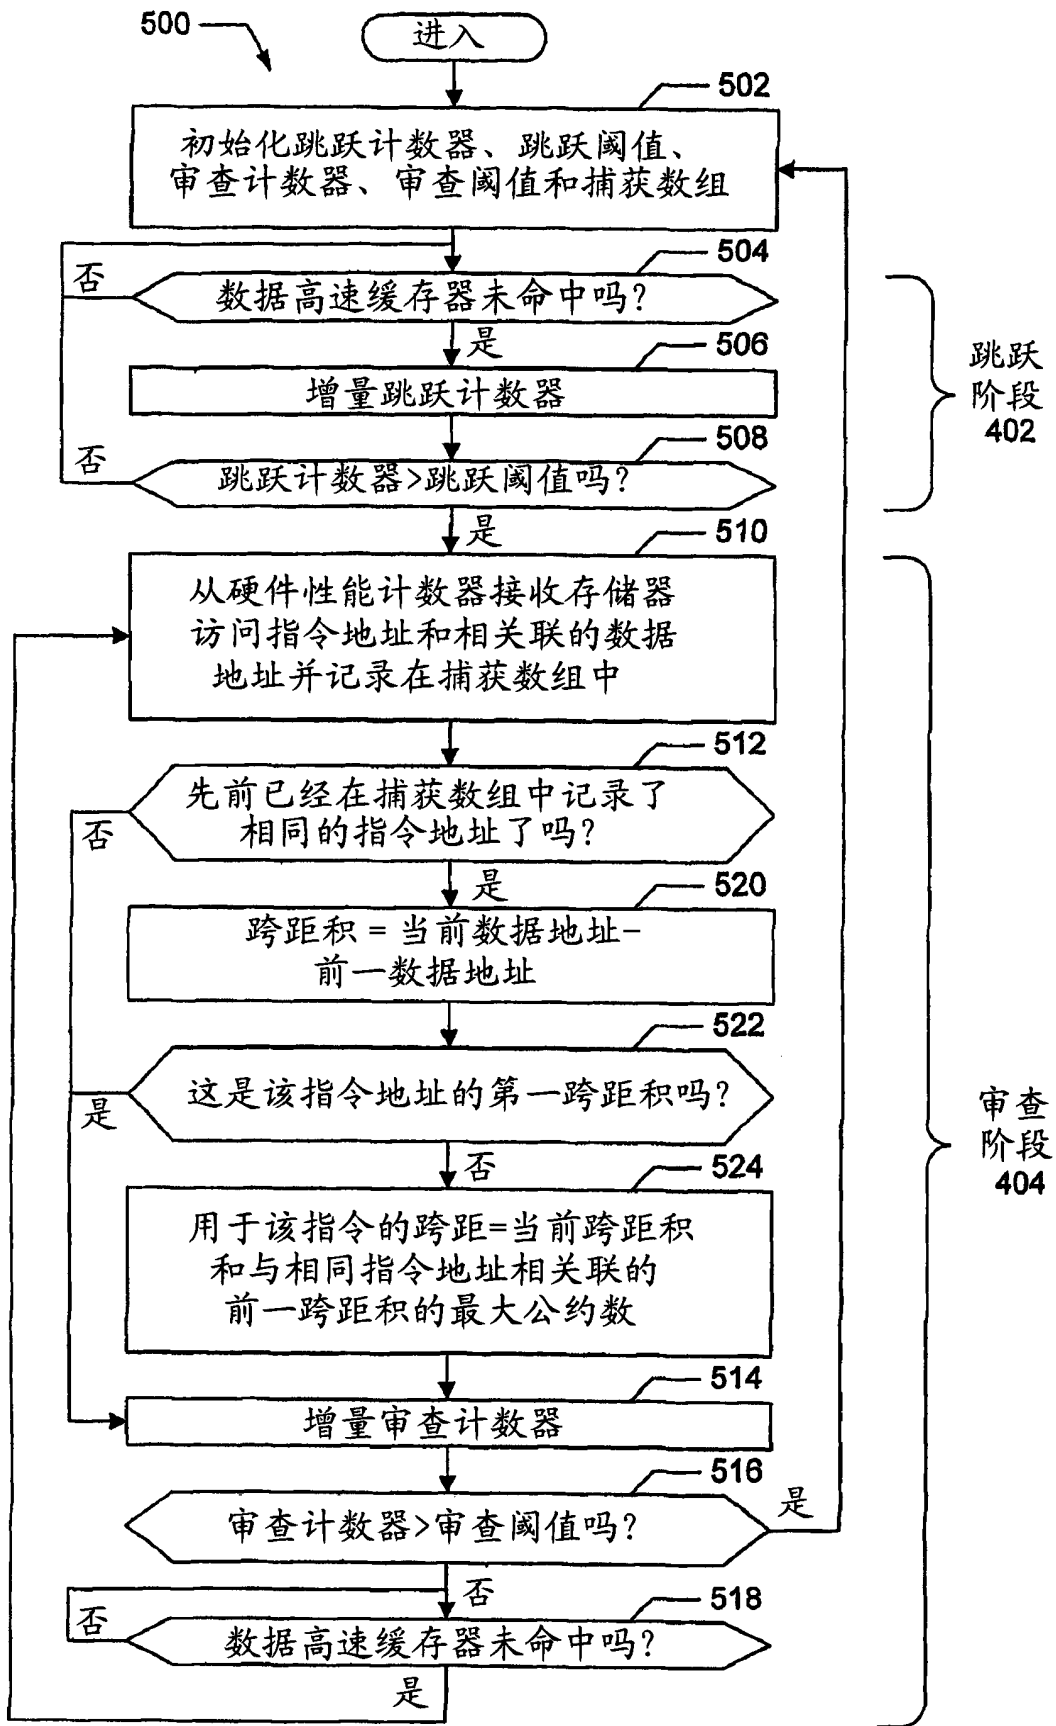 500
进入
502
初始化跳跃计数器、跳跃阈值、
审查计数器、审查阈值和捕获数组
504
否
数据高速缓存器未命中吗?
是
506
增量跳跃计数器
508
否
跳跃计数器>跳跃阈值吗?
跳跃
阶段
402
是
510
从硬件性能计数器接收存储器
访问指令地址和相关联的数据
地址并记录在捕获数组中
512
先前已经在捕获数组中记录了
相同的指令地址了吗?
否
是
520
跨距积 = 当前数据地址-
前一数据地址
522
这是该指令地址的第一跨距积吗?
是
否
524
用于该指令的跨距=当前跨距积
和与相同指令地址相关联的
前一跨距积的最大公约数
审查
阶段
404
514
增量审查计数器
516
审查计数器>审查阈值吗?
是
否
518
否
数据高速缓存器未命中吗?
是